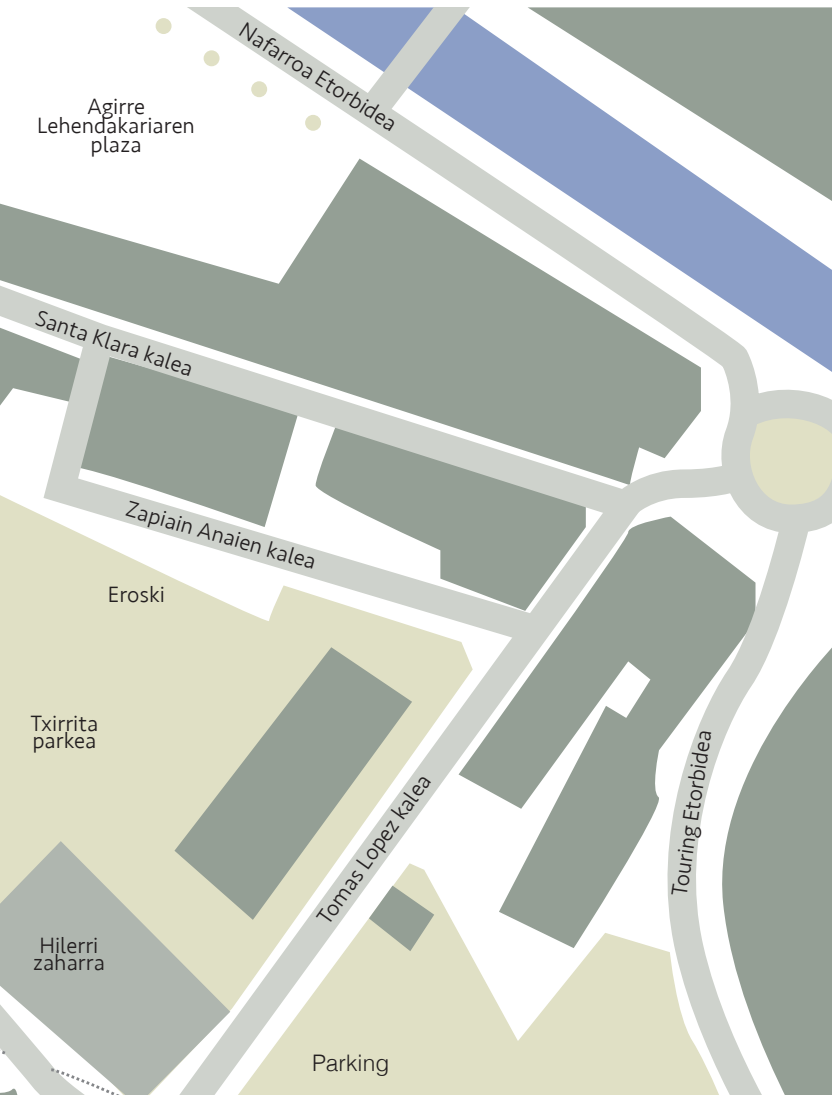 Nafarroa Etorbidea
Agirre
Lehendakariaren
plaza
Santa Klara kalea
Zapiain Anaien kalea
Eroski
Txirrita
parkea
Touring Etorbidea
Tomas Lopez kalea
Hilerri
zaharra
Parking